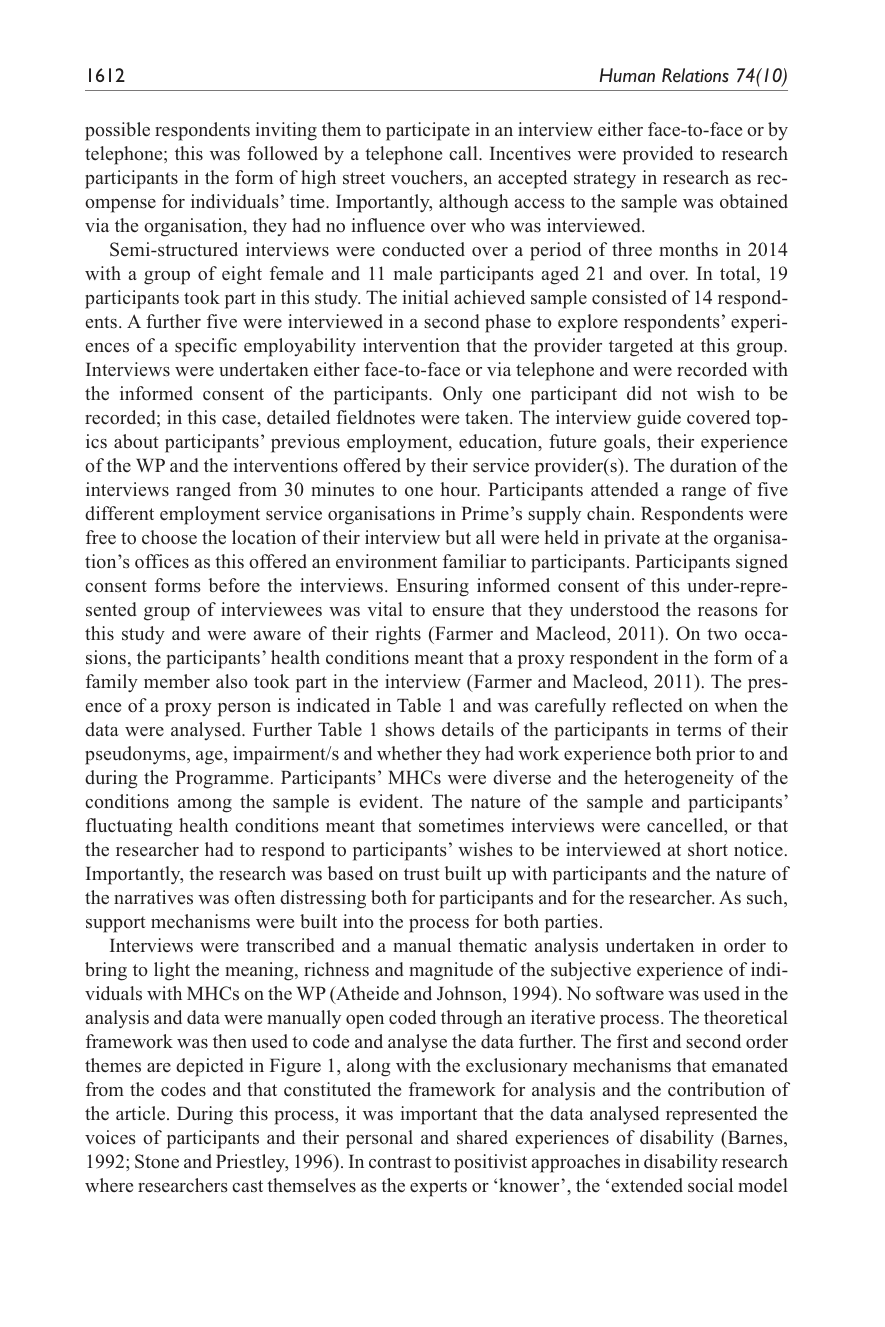 1612
Human Relations 74(10)
possible respondents inviting them to participate in an interview either face-to-face or by
telephone; this was followed by a telephone call. Incentives were provided to research
participants in the form of high street vouchers, an accepted strategy in research as rec-
ompense for individuals’ time. Importantly, although access to the sample was obtained
via the organisation, they had no influence over who was interviewed.
Semi-structured interviews were conducted over a period of three months in 2014
with a group of eight female and 11 male participants aged 21 and over. In total, 19
participants took part in this study. The initial achieved sample consisted of 14 respond-
ents. A further five were interviewed in a second phase to explore respondents’ experi-
ences of a specific employability intervention that the provider targeted at this group.
Interviews were undertaken either face-to-face or via telephone and were recorded with
the informed consent of the participants. Only one participant did not wish to be
recorded; in this case, detailed fieldnotes were taken. The interview guide covered top-
ics about participants’ previous employment, education, future goals, their experience
of the WP and the interventions offered by their service provider(s). The duration of the
interviews ranged from 30 minutes to one hour. Participants attended a range of five
different employment service organisations in Prime’s supply chain. Respondents were
free to choose the location of their interview but all were held in private at the organisa-
tion’s offices as this offered an environment familiar to participants. Participants signed
consent forms before the interviews. Ensuring informed consent of this under-repre-
sented group of interviewees was vital to ensure that they understood the reasons for
this study and were aware of their rights (Farmer and Macleod, 2011). On two occa-
sions, the participants’ health conditions meant that a proxy respondent in the form of a
family member also took part in the interview (Farmer and Macleod, 2011). The pres-
ence of a proxy person is indicated in Table 1 and was carefully reflected on when the
data were analysed. Further Table 1 shows details of the participants in terms of their
pseudonyms, age, impairment/s and whether they had work experience both prior to and
during the Programme. Participants’ MHCs were diverse and the heterogeneity of the
conditions among the sample is evident. The nature of the sample and participants’
fluctuating health conditions meant that sometimes interviews were cancelled, or that
the researcher had to respond to participants’ wishes to be interviewed at short notice.
Importantly, the research was based on trust built up with participants and the nature of
the narratives was often distressing both for participants and for the researcher. As such,
support mechanisms were built into the process for both parties.
Interviews were transcribed and a manual thematic analysis undertaken in order to
bring to light the meaning, richness and magnitude of the subjective experience of indi-
viduals with MHCs on the WP (Atheide and Johnson, 1994). No software was used in the
analysis and data were manually open coded through an iterative process. The theoretical
framework was then used to code and analyse the data further. The first and second order
themes are depicted in Figure 1, along with the exclusionary mechanisms that emanated
from the codes and that constituted the framework for analysis and the contribution of
the article. During this process, it was important that the data analysed represented the
voices of participants and their personal and shared experiences of disability (Barnes,
1992; Stone and Priestley, 1996). In contrast to positivist approaches in disability research
where researchers cast themselves as the experts or ‘knower’, the ‘extended social model